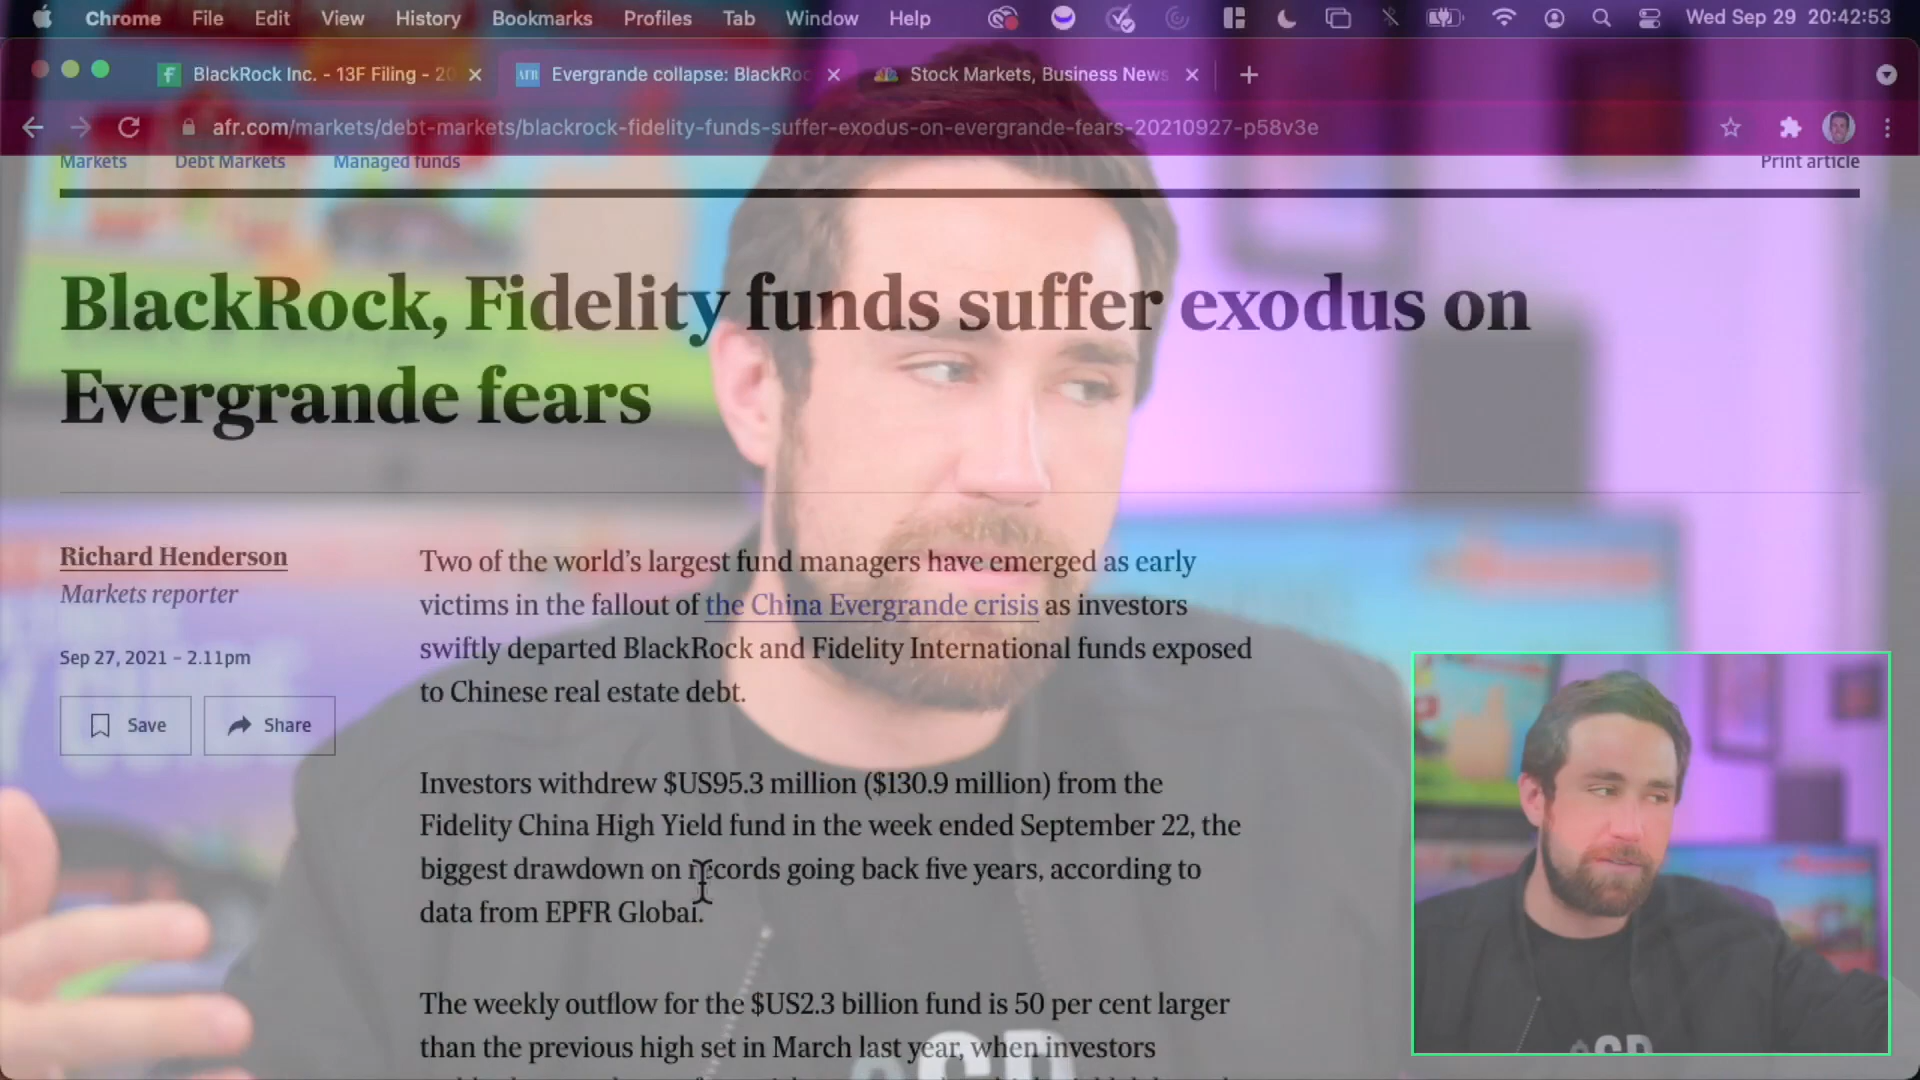 Chrome File Edit View History Bookmarks Profiles Tab Window Help Wed Sep 29 20:42:53
BlackRock Inc. - 13F Filing - 20 Evergrande collapse: BlackRoc Stock Markets, Business News
afr.com/markets/debt-markets/blackrock-fidelity-funds-suffer-exodus-on-evergrande-fears-20210927-p58v3e
Markets Debt Markets Managed funds Print article
BlackRock, Fidelity funds suffer exodus on
Evergrande fears
Richard Henderson
Markets reporter
Sep 27, 2021 – 2.11pm
Save Share
Two of the world’s largest fund managers have emerged as early
victims in the fallout of the China Evergrande crisis as investors
swiftly departed BlackRock and Fidelity International funds exposed
to Chinese real estate debt.
Investors withdrew $US95.3 million ($130.9 million) from the
Fidelity China High Yield fund in the week ended September 22, the
biggest drawdown on records going back five years, according to
data from EPFR Global.
The weekly outflow for the $US2.3 billion fund is 50 per cent larger
than the previous high set in March last year, when investors